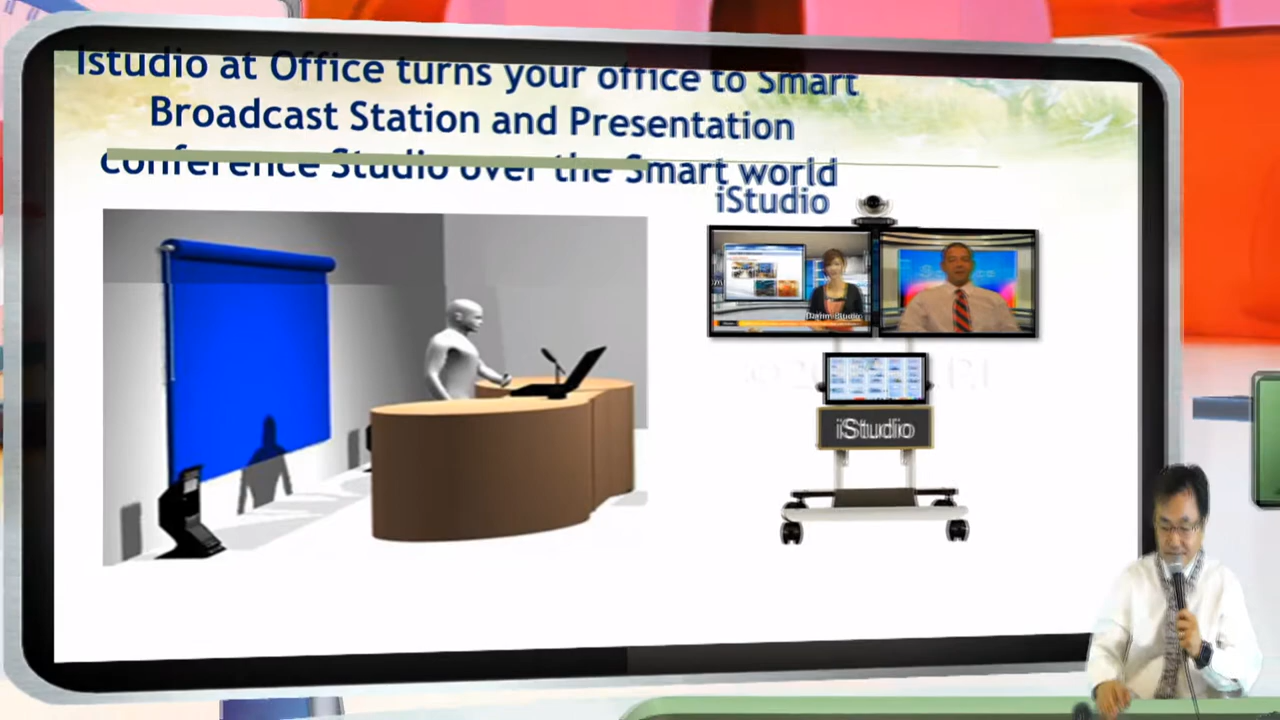 Istudio at Office turns your office to Smart
Broadcast Station and Presentation
conference Studio over the Smart world
iStudio
iStudio